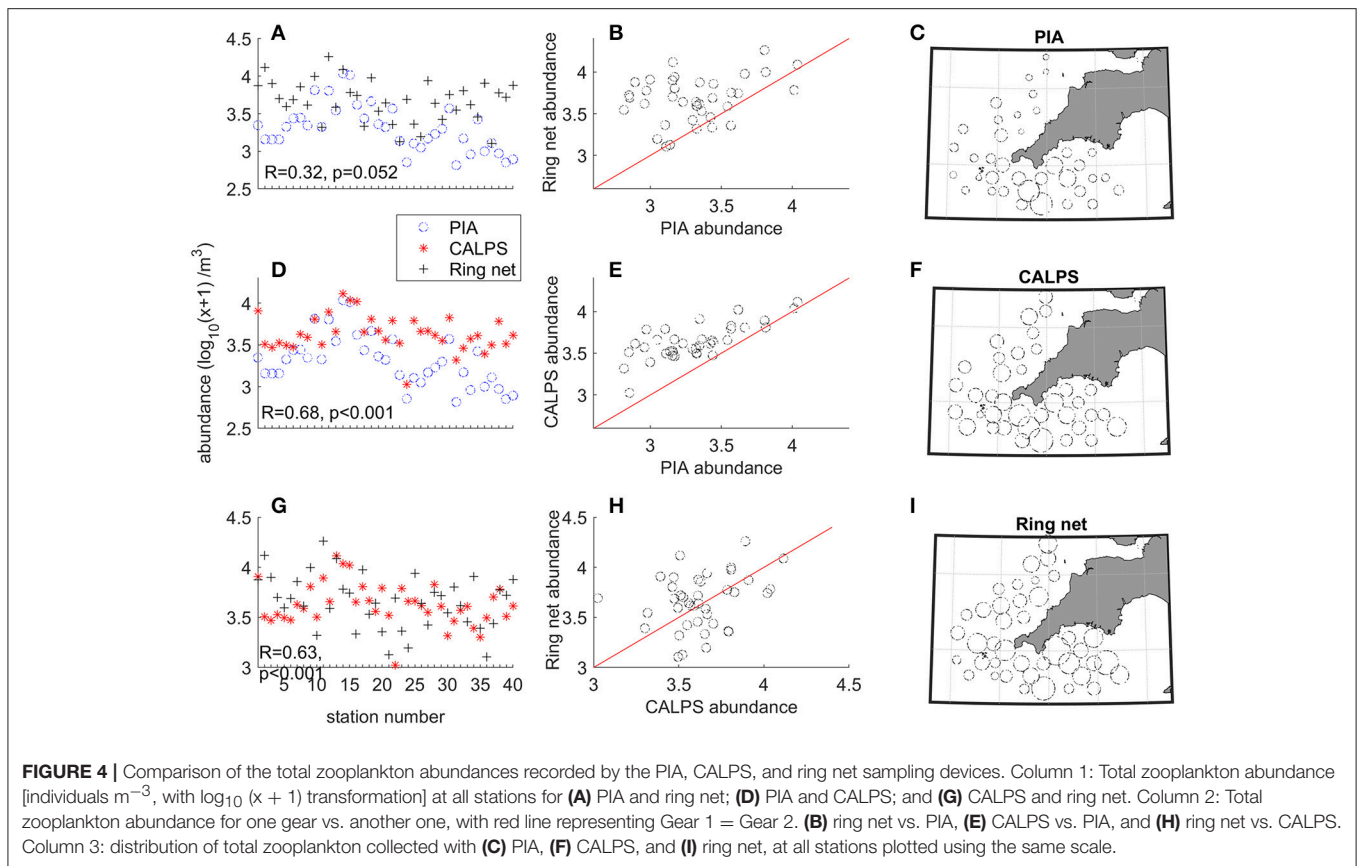 A
4.5
4
3.5
3
2.5
R=0.32, p=0.052
B
Ring net abundance
4
3.5
3
3 3.5 4
PIA abundance
C
PIA
PIA
CALPS
Ring net
abundance (log10(x+1) /m3)
D
4
3.5
3
2.5
R=0.68, p<0.001
E
CALPS abundance
4
3.5
3
3 3.5 4
PIA abundance
F
CALPS
G
4.5
4
3.5
3
R=0.63,
p<0.001
5 10 15 20 25 30 35 40
station number
H
Ring net abundance
4.5
4
3.5
3
3 3.5 4 4.5
CALPS abundance
I
Ring net
FIGURE 4 | Comparison of the total zooplankton abundances recorded by the PIA, CALPS, and ring net sampling devices. Column 1: Total zooplankton abundance
[individuals m−3, with log10 (x + 1) transformation] at all stations for (A) PIA and ring net; (D) PIA and CALPS; and (G) CALPS and ring net. Column 2: Total
zooplankton abundance for one gear vs. another one, with red line representing Gear 1 = Gear 2. (B) ring net vs. PIA, (E) CALPS vs. PIA, and (H) ring net vs. CALPS.
Column 3: distribution of total zooplankton collected with (C) PIA, (F) CALPS, and (I) ring net, at all stations plotted using the same scale.